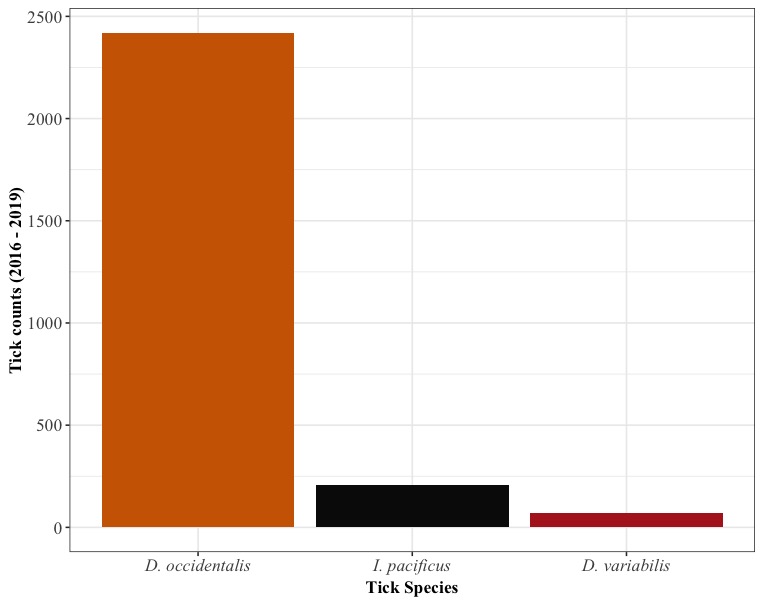 Tick counts (2016 - 2019)
2500
2000
1500
1000
500
0
D. occidentalis I. pacificus D. variabilis
Tick Species